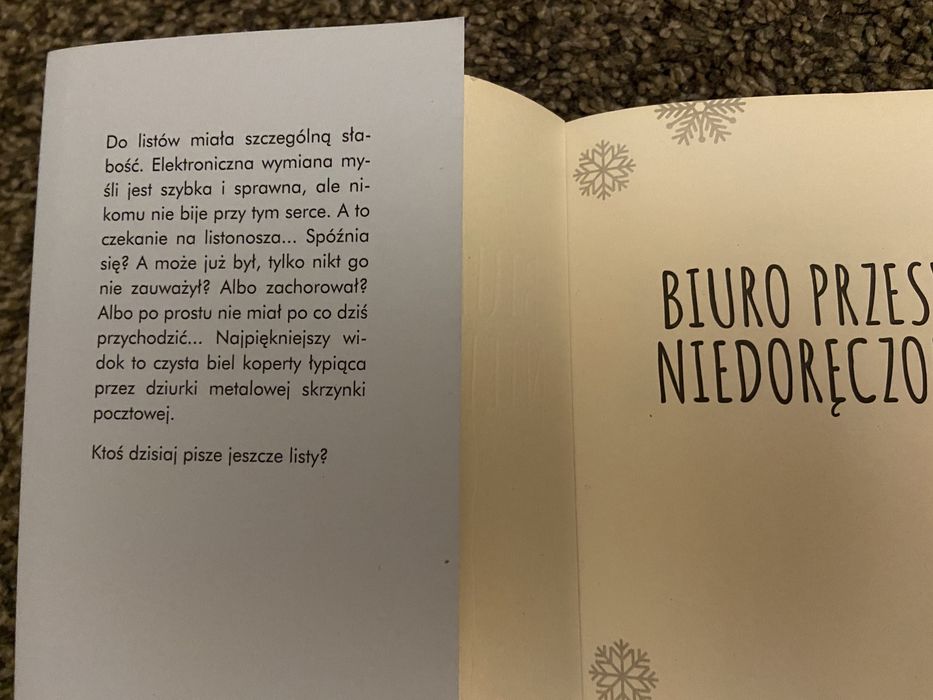 Do listów miała szczególną sła-
bość. Elektroniczna wymiana my-
śli jest szybka i sprawna, ale ni-
komu nie bije przy tym serce. A to
czekanie na listonosza... Spóźnia
się? A może już był, tylko nikt go
nie zauważył? Albo zachorował?
Albo po prostu nie miał po co dziś
przychodzić... Najpiękniejszy wi-
dok to czysta biel koperty łypiąca
przez dziurki metalowej skrzynki
pocztowej.
Ktoś dzisiaj pisze jeszcze listy?
BIURO PRZES
NIEDORĘCZO